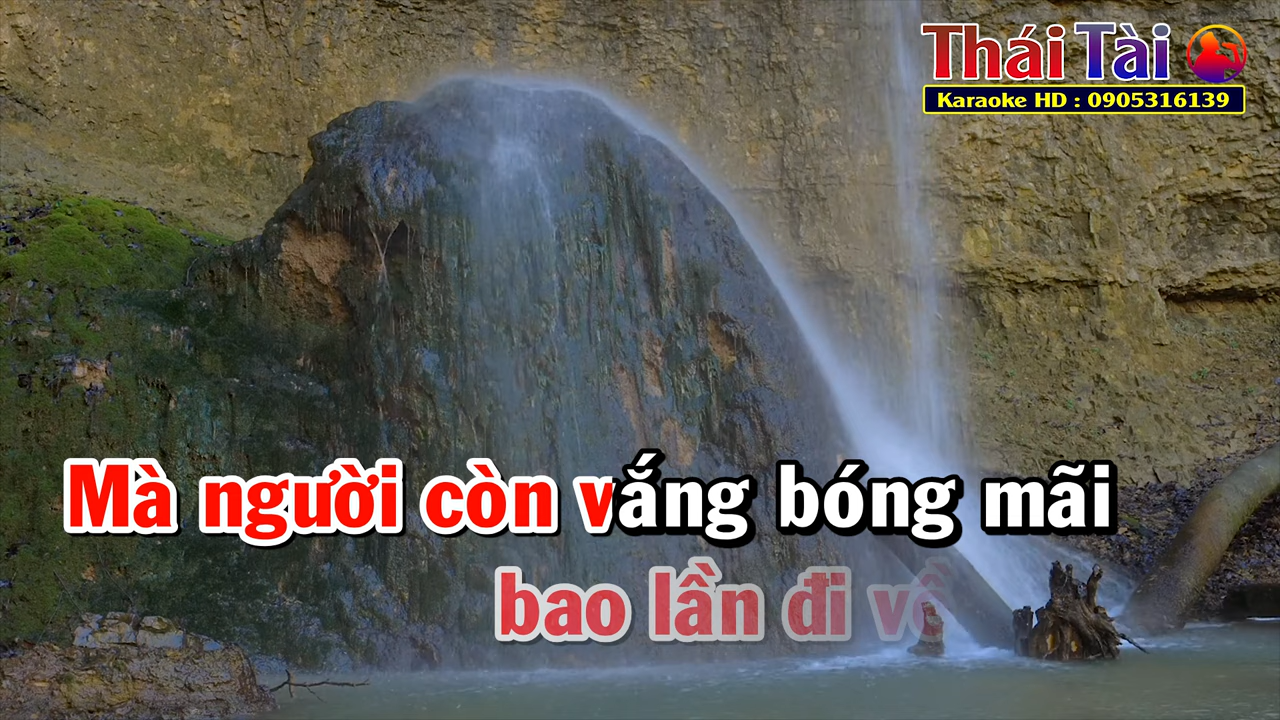 Thái Tài
Karaoke HD : 0905316139
Mà người còn vắng bóng mãi
bao lần đi về